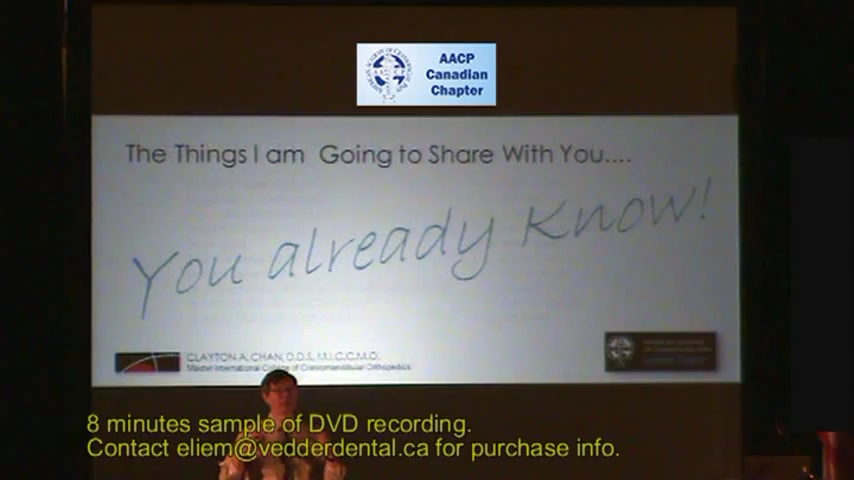 AACP
Canadian
Chapter
The Things I am Going to Share With You....
You already Know!
CLAYTON A. CHAN, D.D.S., M.I.C.C.M.O.
Master International College of Craniomandibular Orthopedics
8 minutes sample of DVD recording.
Contact eliem@vedderdental.ca for purchase info.